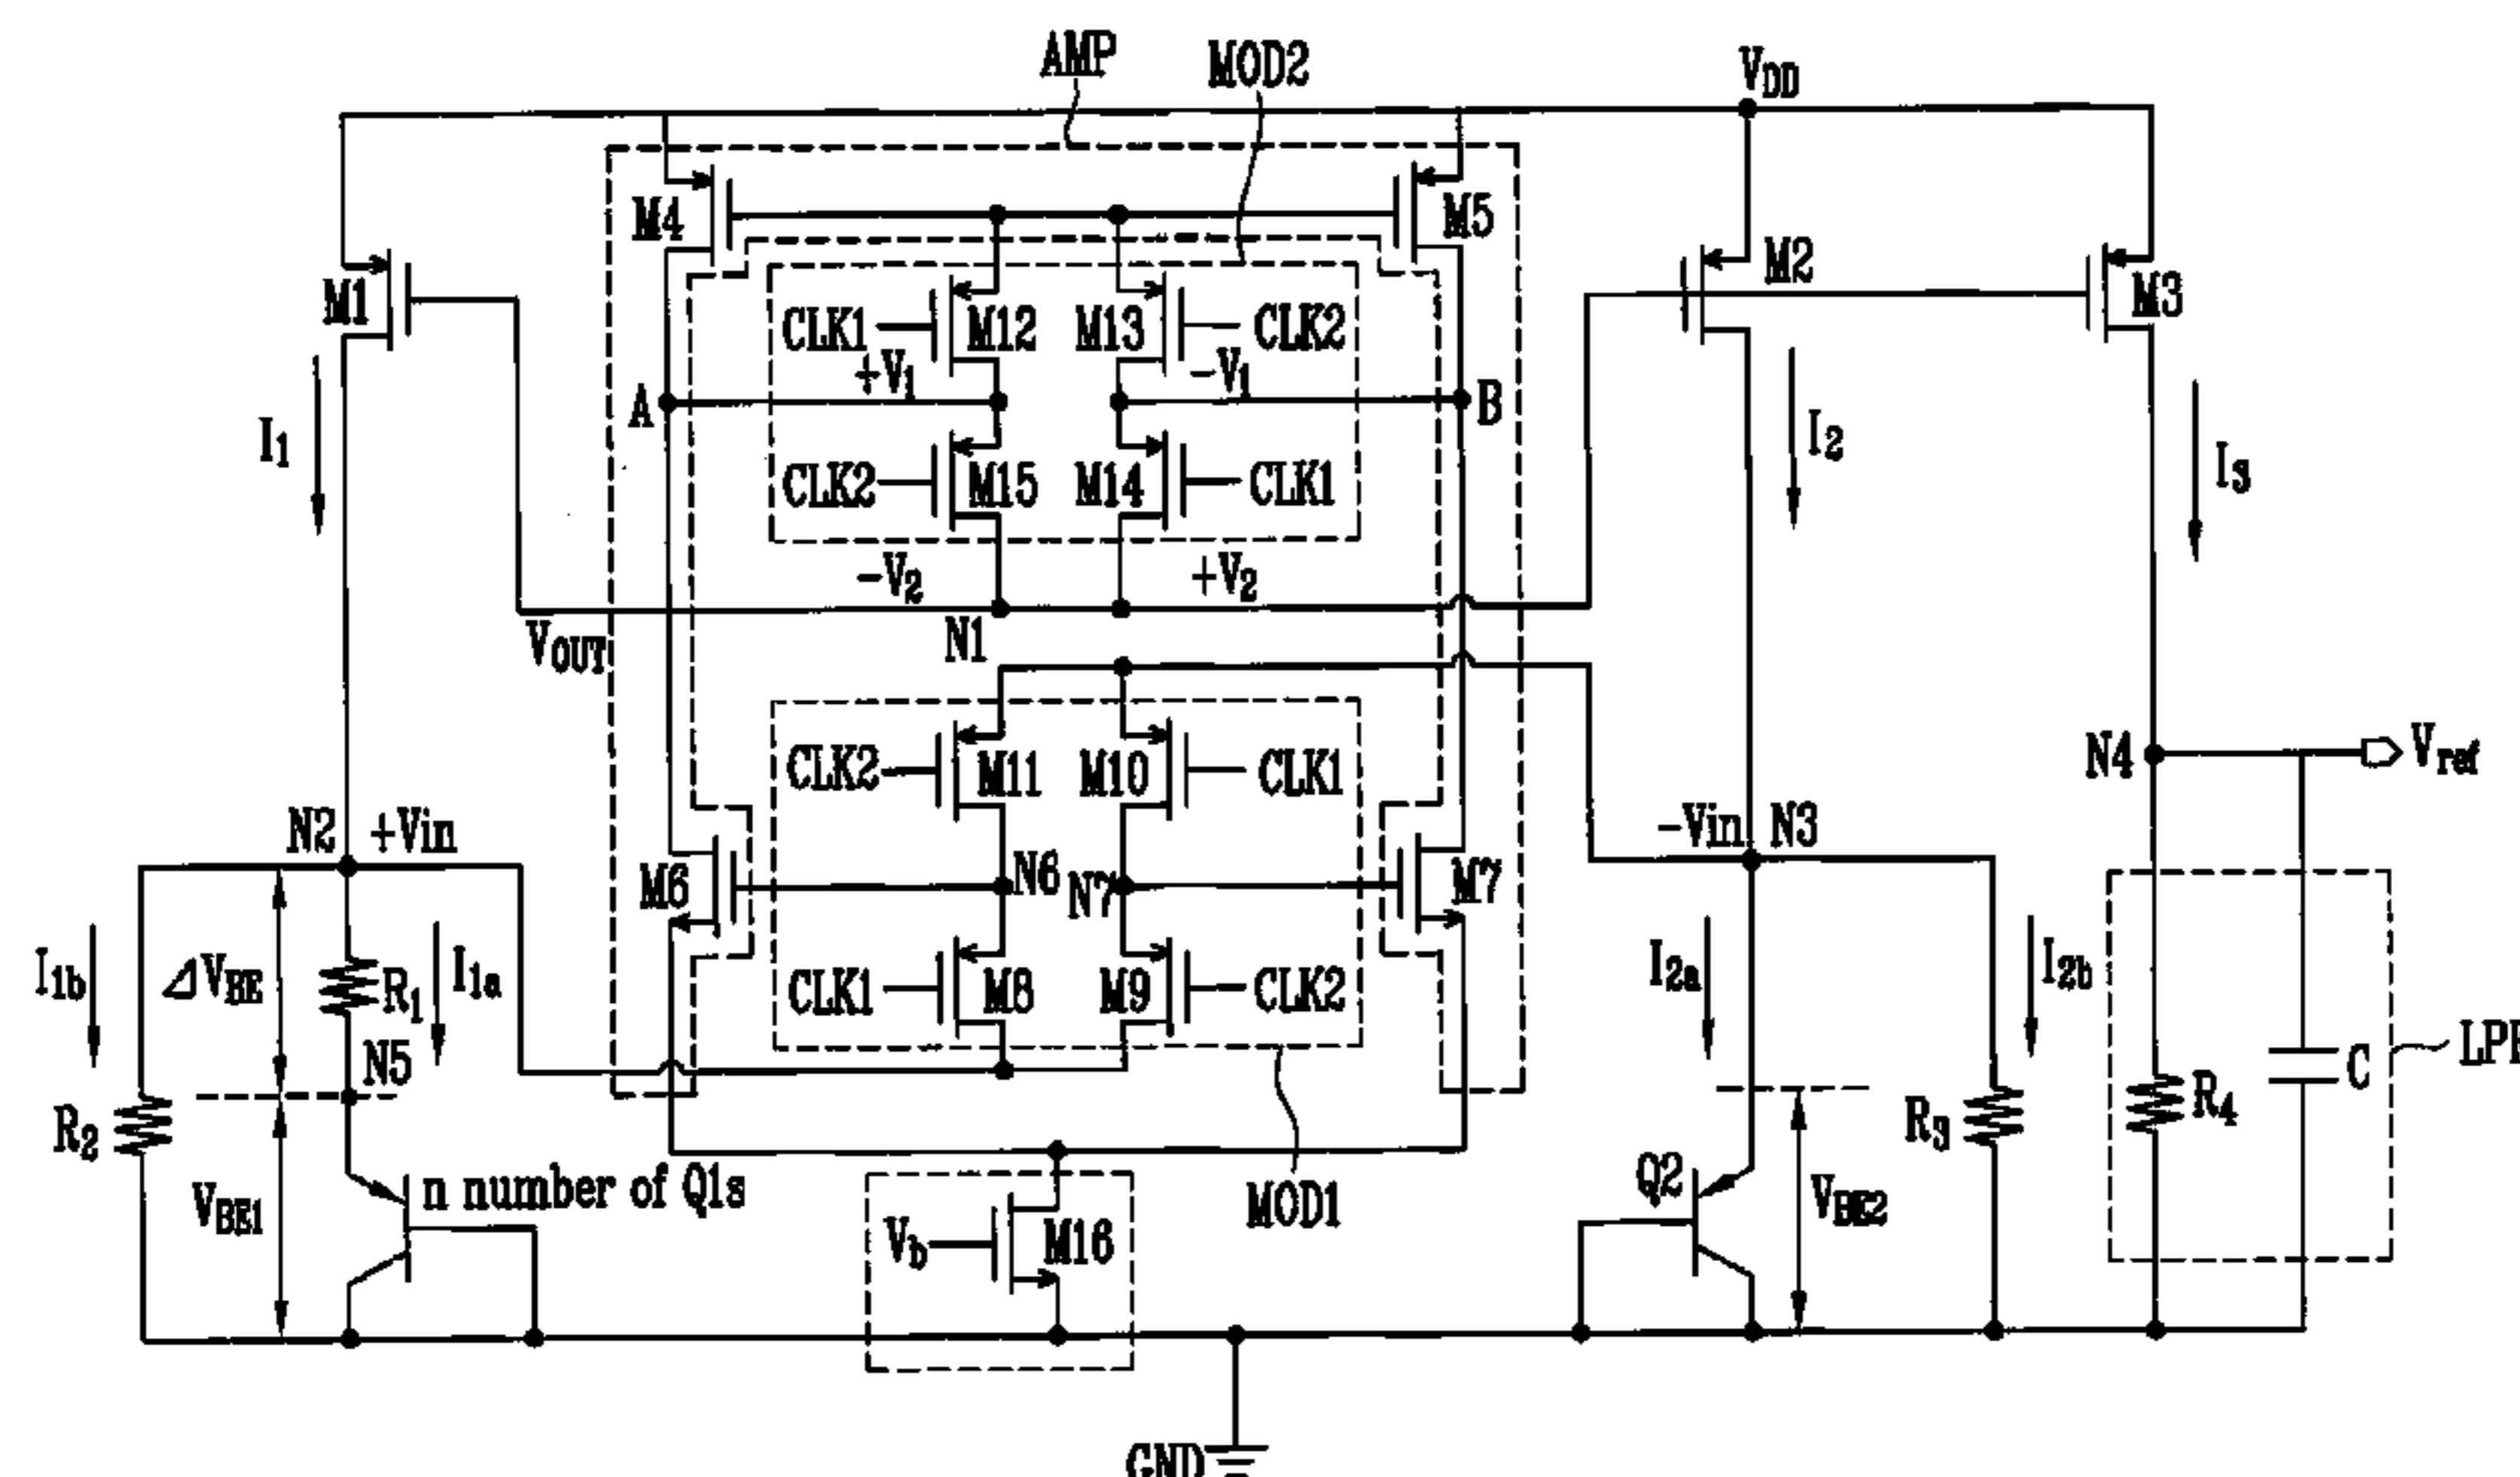 AMP
MOD2
VDD
M4
M5
M1
M2
M3
CLK1
M12
M13
CLK2
+V1
-V1
A
B
I1
I2
I3
CLK2
M15
M14
CLK1
-V2
+V2
VOUT
N1
CLK2
M11
M10
CLK1
N4
Vref
N2
+Vin
-Vin
N3
M6
N6
N7
M7
I1b
⊿VBE
R1
I1a
CLK1
M8
M9
CLK2
I2a
I2b
N5
R2
R3
R4
C
VBE1
n number of Q1s
Vb
M16
MOD1
Q2
VBE2
GND